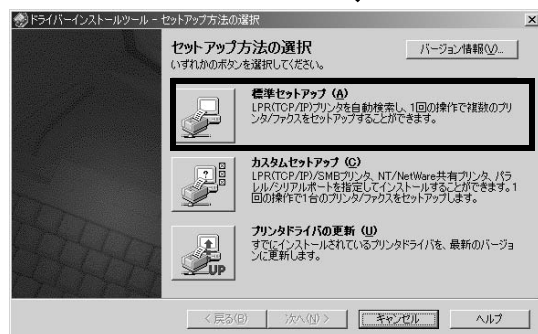 ドライバーインストールツール - セットアップ方法の選択
セットアップ方法の選択
バージョン情報(V)...
いずれかのボタンを選択してください。
標準セットアップ (A)
LPR(TCP/IP)プリンタを自動検索し、1回の操作で複数のプリ
ンタ/ファクスをセットアップすることができます。
カスタムセットアップ (C)
LPR(TCP/IP)/SMBプリンタ、NT/NetWare共有プリンタ、パラ
レル/シリアルポートを指定してインストールすることができます。1
回の操作で1台のプリンタ/ファクスをセットアップします。
プリンタドライバの更新 (U)
すでにインストールされているプリンタドライバを、最新のバージョ
ンに更新します。
UP
< 戻る(B)
次へ(N) >
キャンセル
ヘルプ